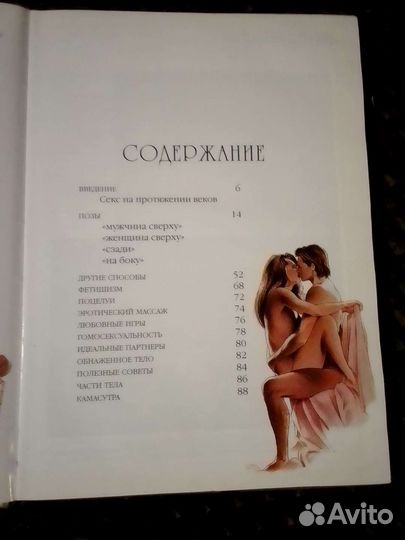 СОДЕРЖАНИЕ
ВВЕДЕНИЕ 6
Секс на протяжении веков
ПОЗЫ 14
«мужчина сверху»
«женщина сверху»
«сзади»
«на боку»
ДРУГИЕ СПОСОБЫ 52
ФЕТИШИЗМ 68
ПОЦЕЛУИ 72
ЭРОТИЧЕСКИЙ МАССАЖ 74
ЛЮБОВНЫЕ ИГРЫ 76
ГОМОСЕКСУАЛЬНОСТЬ 78
ИДЕАЛЬНЫЕ ПАРТНЕРЫ 80
ОБНАЖЕННОЕ ТЕЛО 82
ПОЛЕЗНЫЕ СОВЕТЫ 84
ЧАСТИ ТЕЛА 86
КАМАСУТРА 88
Avito